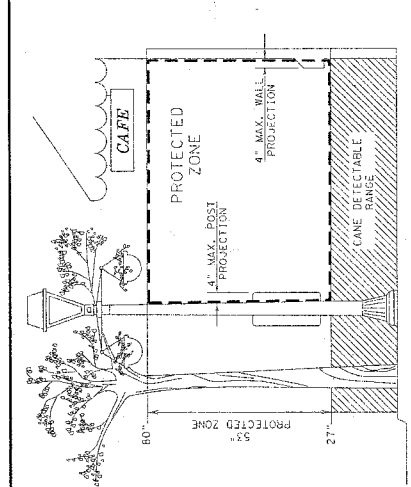 CAFE
PROTECTED
ZONE
4" MAX. WALL
PROJECTION
4" MAX. POST
PROJECTION
CANE DETECTABLE
RANGE
80"
53"
PROTECTED ZONE
27"